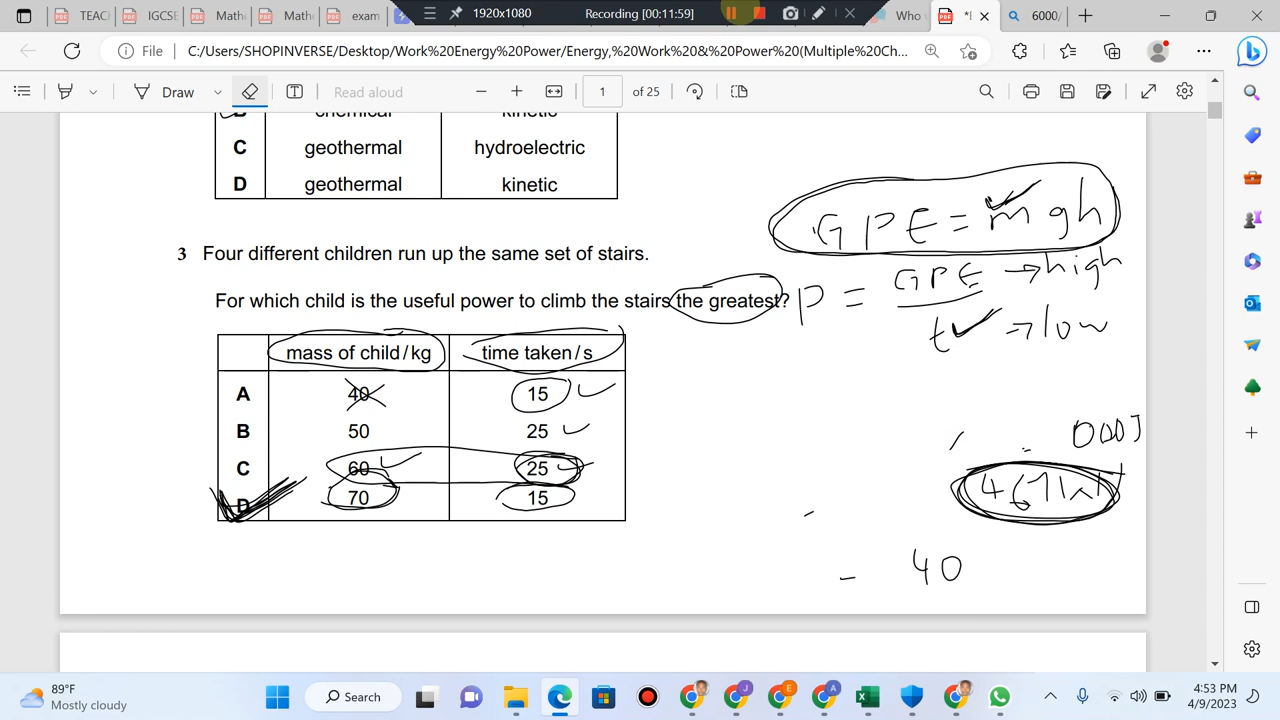 1920x1080
Recording [00:11:59]
TEAC
IGCSE
Math
math
exam
Who v
6000/
File
C:/Users/SHOPINVERSE/Desktop/Work%20Energy%20Power/Energy,%20Work%20&%20Power%20(Multiple%20Ch...
Draw
Read aloud
1
of 25
chemical
kinetic
C geothermal hydroelectric
D geothermal kinetic
3 Four different children run up the same set of stairs.
For which child is the useful power to climb the stairs the greatest?
mass of child/kg time taken/s
A 40 15
B 50 25
C 60 25
D 70 15
GPE = mgh
P = GPE → high
t → low
40
89°F
Mostly cloudy
Search
4:53 PM
4/9/2023